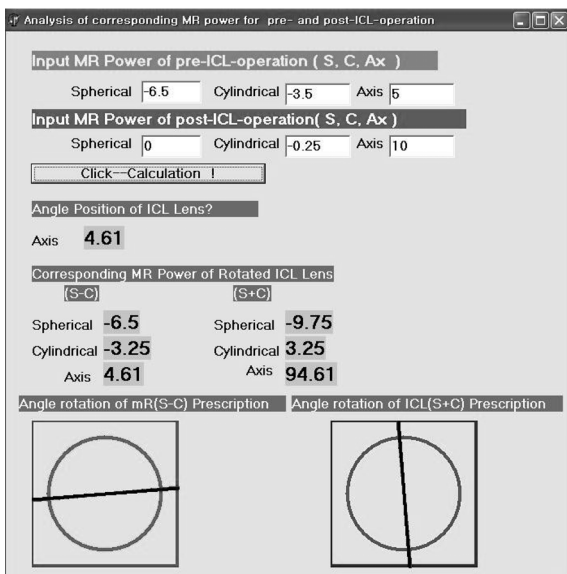 Analysis of corresponding MR power for pre- and post-ICL-operation
Input MR Power of pre-ICL-operation ( S, C, Ax )
Spherical -6.5 Cylindrical -3.5 Axis 5
Input MR Power of post-ICL-operation( S, C, Ax )
Spherical 0 Cylindrical -0.25 Axis 10
Click--Calculation !
Angle Position of ICL Lens?
Axis 4.61
Corresponding MR Power of Rotated ICL Lens
(S-C) (S+C)
Spherical -6.5 Spherical -9.75
Cylindrical -3.25 Cylindrical 3.25
Axis 4.61 Axis 94.61
Angle rotation of mR(S-C) Prescription Angle rotation of ICL(S+C) Prescription